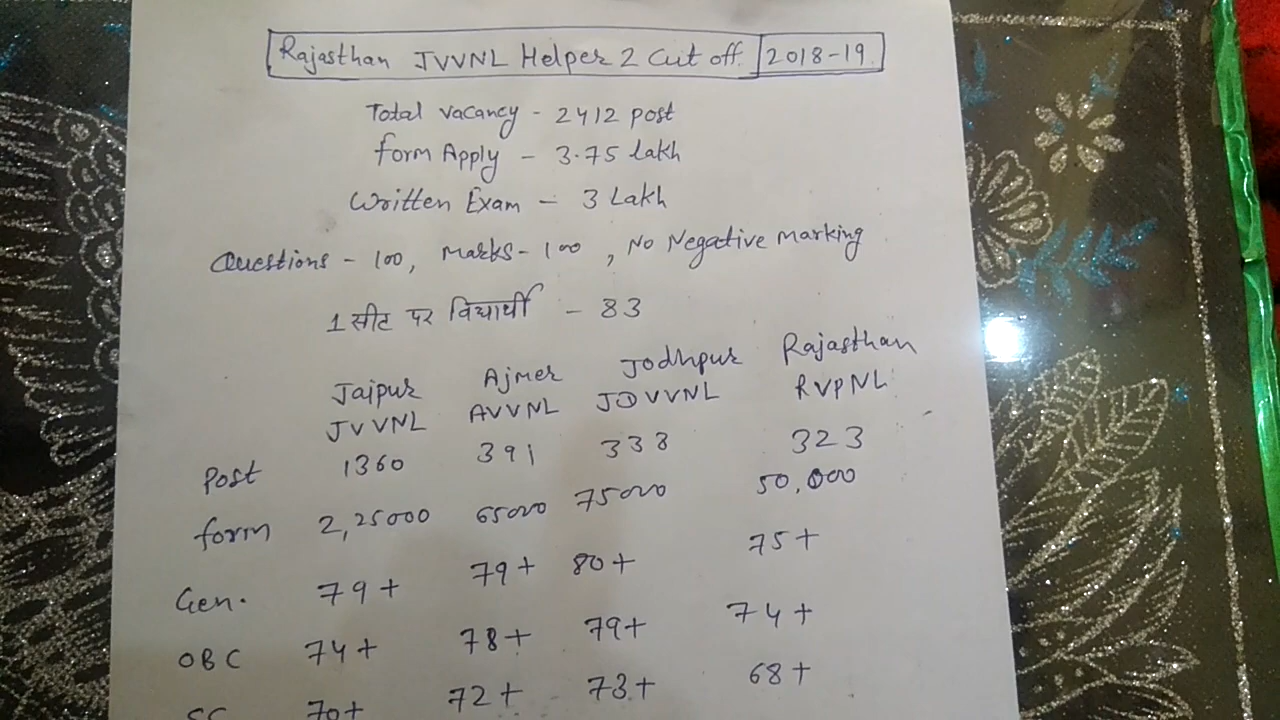 Rajasthan JVVNL Helper 2 Cut off. 2018-19.
Total vacancy - 2412 post
form Apply - 3.75 lakh
Written Exam - 3 Lakh
Questions - 100, Marks - 100, No Negative Marking
1 सीट पर विद्यार्थी - 83
Jaipur Ajmer Jodhpur Rajasthan
JVVNL AVVNL JDVVNL RVPNL
Post 1360 391 338 323
form 2,25000 65000 75000 50,000
Gen. 79+ 79+ 80+ 75+
OBC 74+ 78+ 79+ 74+
SC 70+ 72+ 73+ 68+